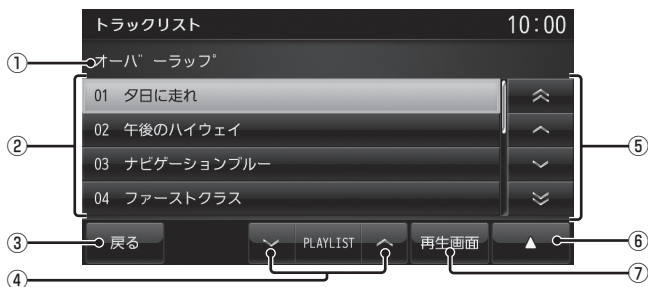 トラックリスト 10:00
① オーバ゛ーラップ゜
② 01 夕日に走れ
02 午後のハイウェイ
03 ナビゲーションブルー
04 ファーストクラス
⑤
③ 戻る PLAYLIST 再生画面 ▲ ⑥
④ ⑦